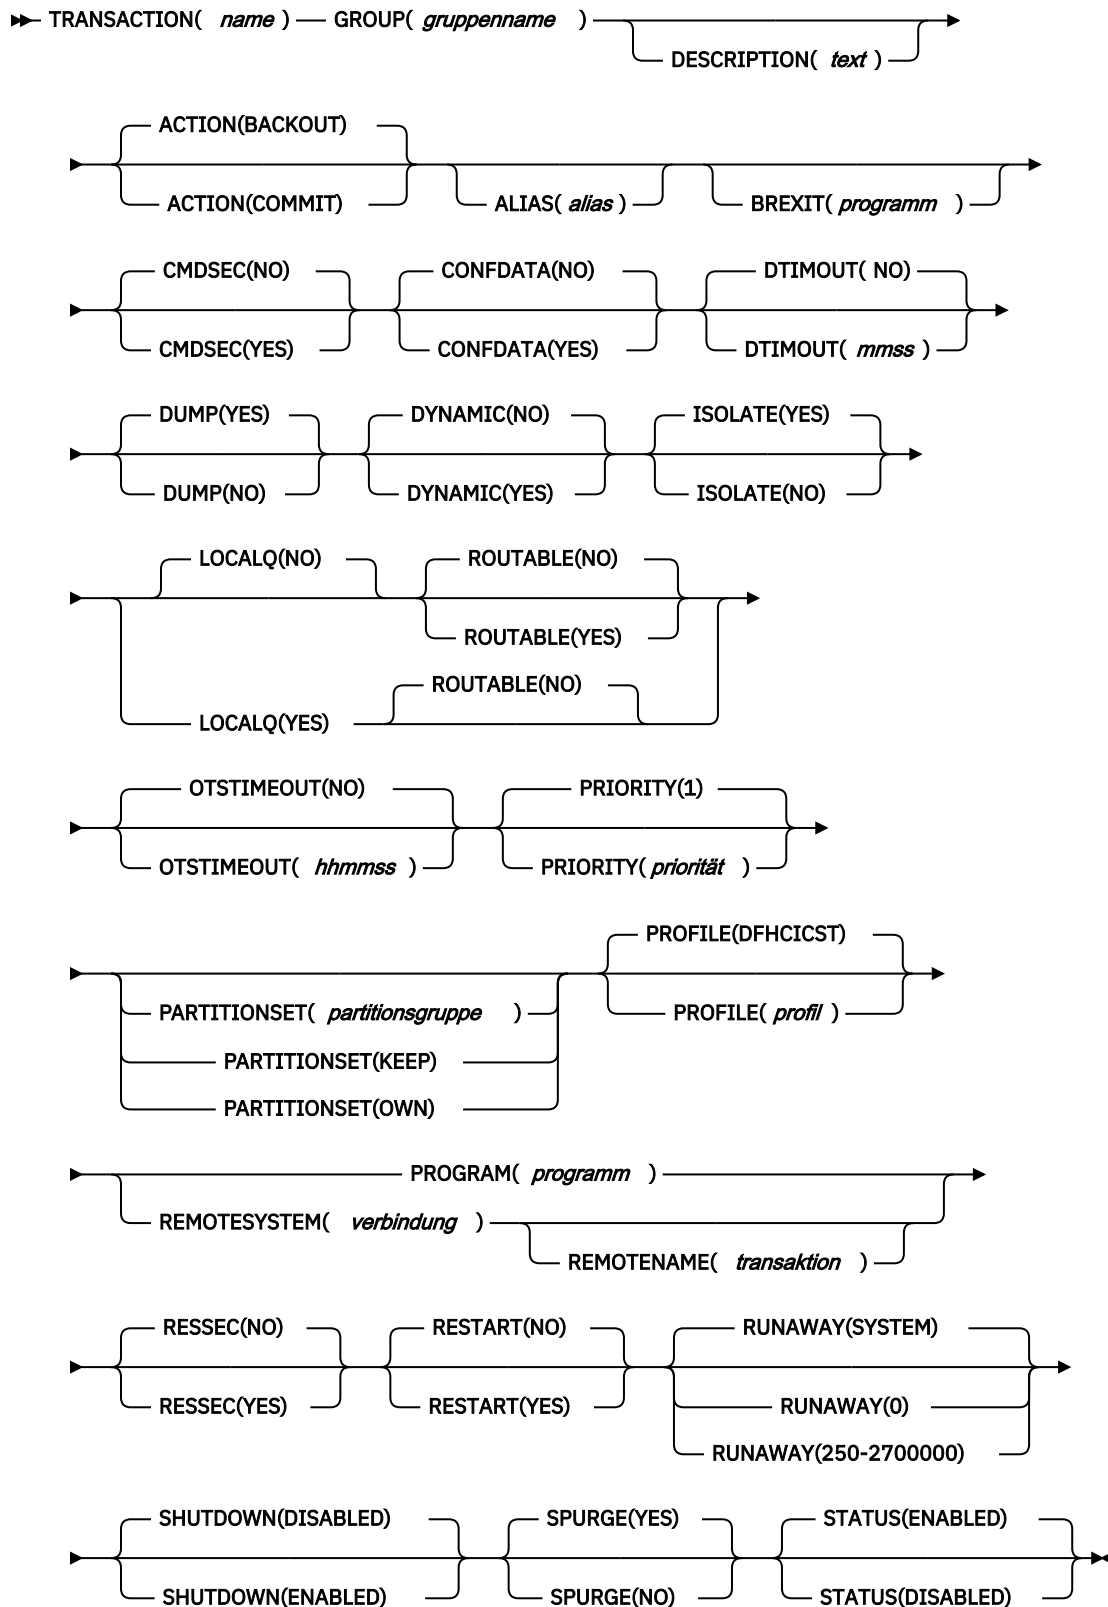 TRANSACTION( name ) GROUP( gruppenname )
DESCRIPTION( text )
ACTION(BACKOUT)
ACTION(COMMIT) ALIAS( alias ) BREXIT( programm )
CMDSEC(NO) CONFDATA(NO) DTIMOUT( NO)
CMDSEC(YES) CONFDATA(YES) DTIMOUT( mmss )
DUMP(YES) DYNAMIC(NO) ISOLATE(YES)
DUMP(NO) DYNAMIC(YES) ISOLATE(NO)
LOCALQ(NO) ROUTABLE(NO)
ROUTABLE(YES)
ROUTABLE(NO)
LOCALQ(YES)
OTSTIMEOUT(NO) PRIORITY(1)
OTSTIMEOUT( hhmmss ) PRIORITY( priorität )
PROFILE(DFHCICST)
PARTITIONSET( partitionsgruppe ) PROFILE( profil )
PARTITIONSET(KEEP)
PARTITIONSET(OWN)
PROGRAM( programm )
REMOTESYSTEM( verbindung )
REMOTENAME( transaktion )
RESSEC(NO) RESTART(NO) RUNAWAY(SYSTEM)
RESSEC(YES) RESTART(YES) RUNAWAY(0)
RUNAWAY(250-2700000)
SHUTDOWN(DISABLED) SPURGE(YES) STATUS(ENABLED)
SHUTDOWN(ENABLED) SPURGE(NO) STATUS(DISABLED)